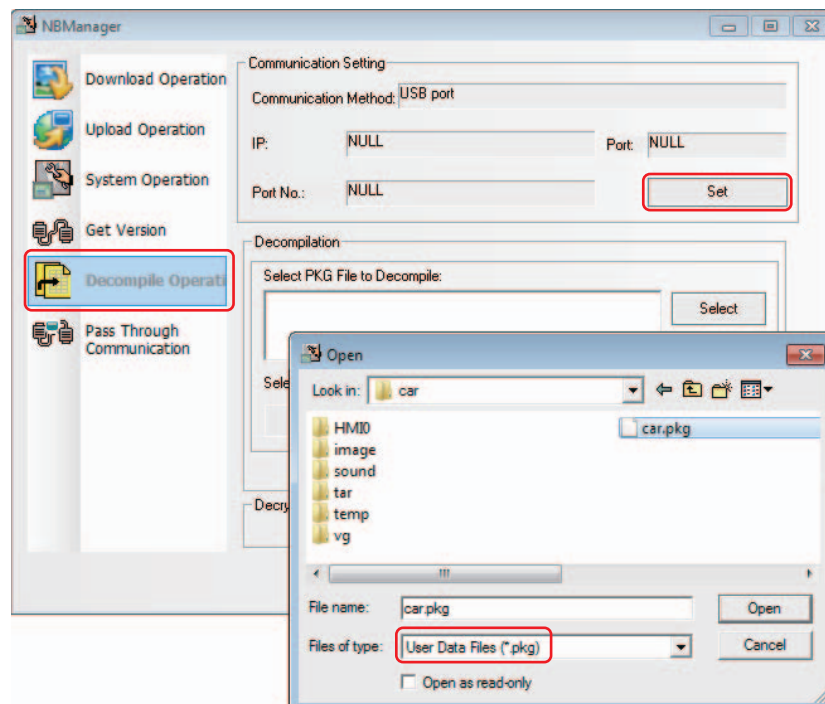 NBManager
Download Operation
Upload Operation
System Operation
Get Version
Decompile Operati
Pass Through
Communication
Communication Setting
Communication Method: USB port
IP: NULL Port: NULL
Port No.: NULL Set
Decompilation
Select PKG File to Decompile:
Select
Sele
Decry
Open
Look in: car
HMI0
image
sound
tar
temp
vg
car.pkg
File name: car.pkg Open
Files of type: User Data Files (*.pkg) Cancel
Open as read-only